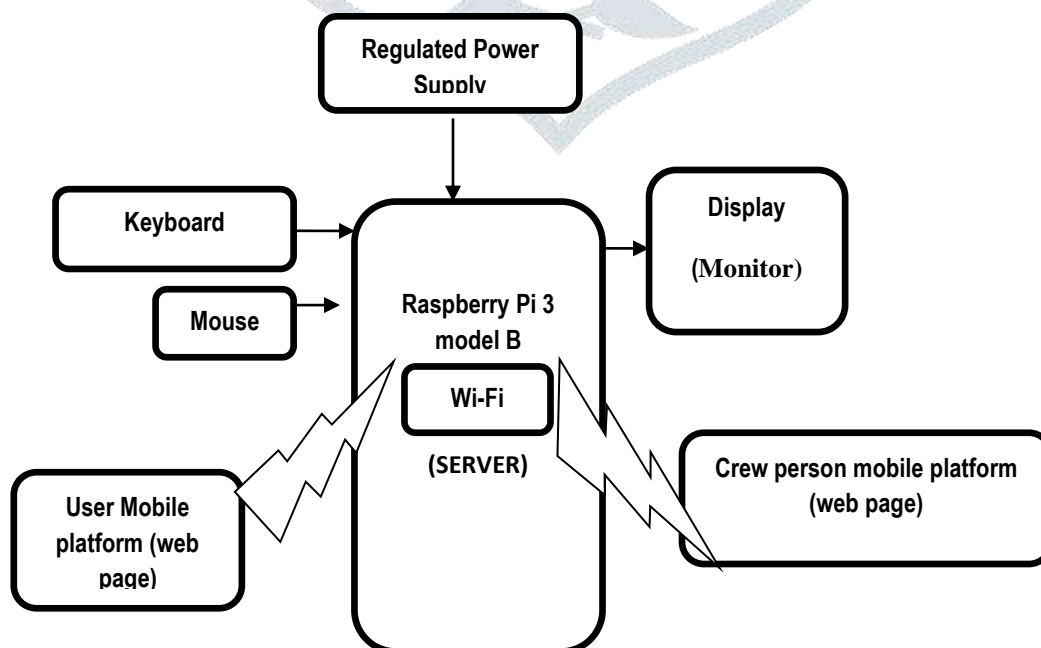 Regulated Power
Supply
Keyboard
Display
(Monitor)
Mouse
Raspberry Pi 3
model B
Wi-Fi
(SERVER)
User Mobile
platform (web
page)
Crew person mobile platform
(web page)